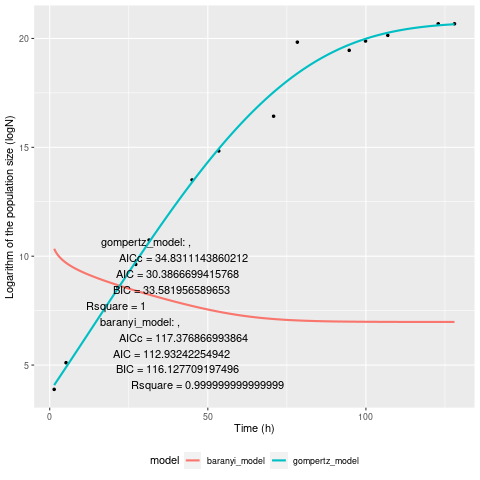 20
15
10
5
Logarithm of the population size (logN)
gompertz_model: ,
AICc = 34.8311143860212
AIC = 30.3866699415768
BIC = 33.581956589653
Rsquare = 1
baranyi_model: ,
AICc = 117.376866993864
AIC = 112.93242254942
BIC = 116.127709197496
Rsquare = 0.999999999999999
0 50 100
Time (h)
model baranyi_model gompertz_model